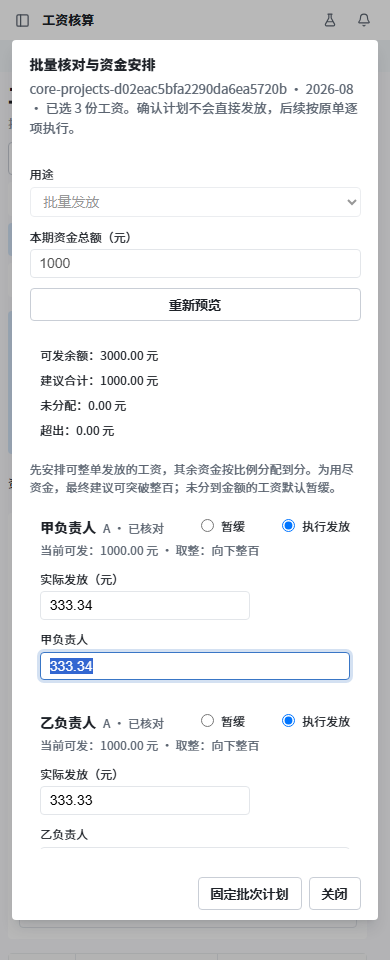 工资核算
批量核对与资金安排
core-projects-d02eac5bfa2290da6ea5720b • 2026-08
• 已选 3 份工资。确认计划不会直接发放，后续按原单逐
项执行。
用途
批量发放
本期资金总额（元）
1000
重新预览
可发余额：3000.00 元
建议合计：1000.00 元
未分配：0.00 元
超出：0.00 元
先安排可整单发放的工资，其余资金按比例分配到分。为用尽
资金，最终建议可突破整百；未分到金额的工资默认暂缓。
甲负责人 A • 已核对 暂缓 执行发放
当前可发：1000.00 元 • 取整：向下整百
实际发放（元）
333.34
甲负责人
333.34
乙负责人 A • 已核对 暂缓 执行发放
当前可发：1000.00 元 • 取整：向下整百
实际发放（元）
333.33
乙负责人
固定批次计划 关闭